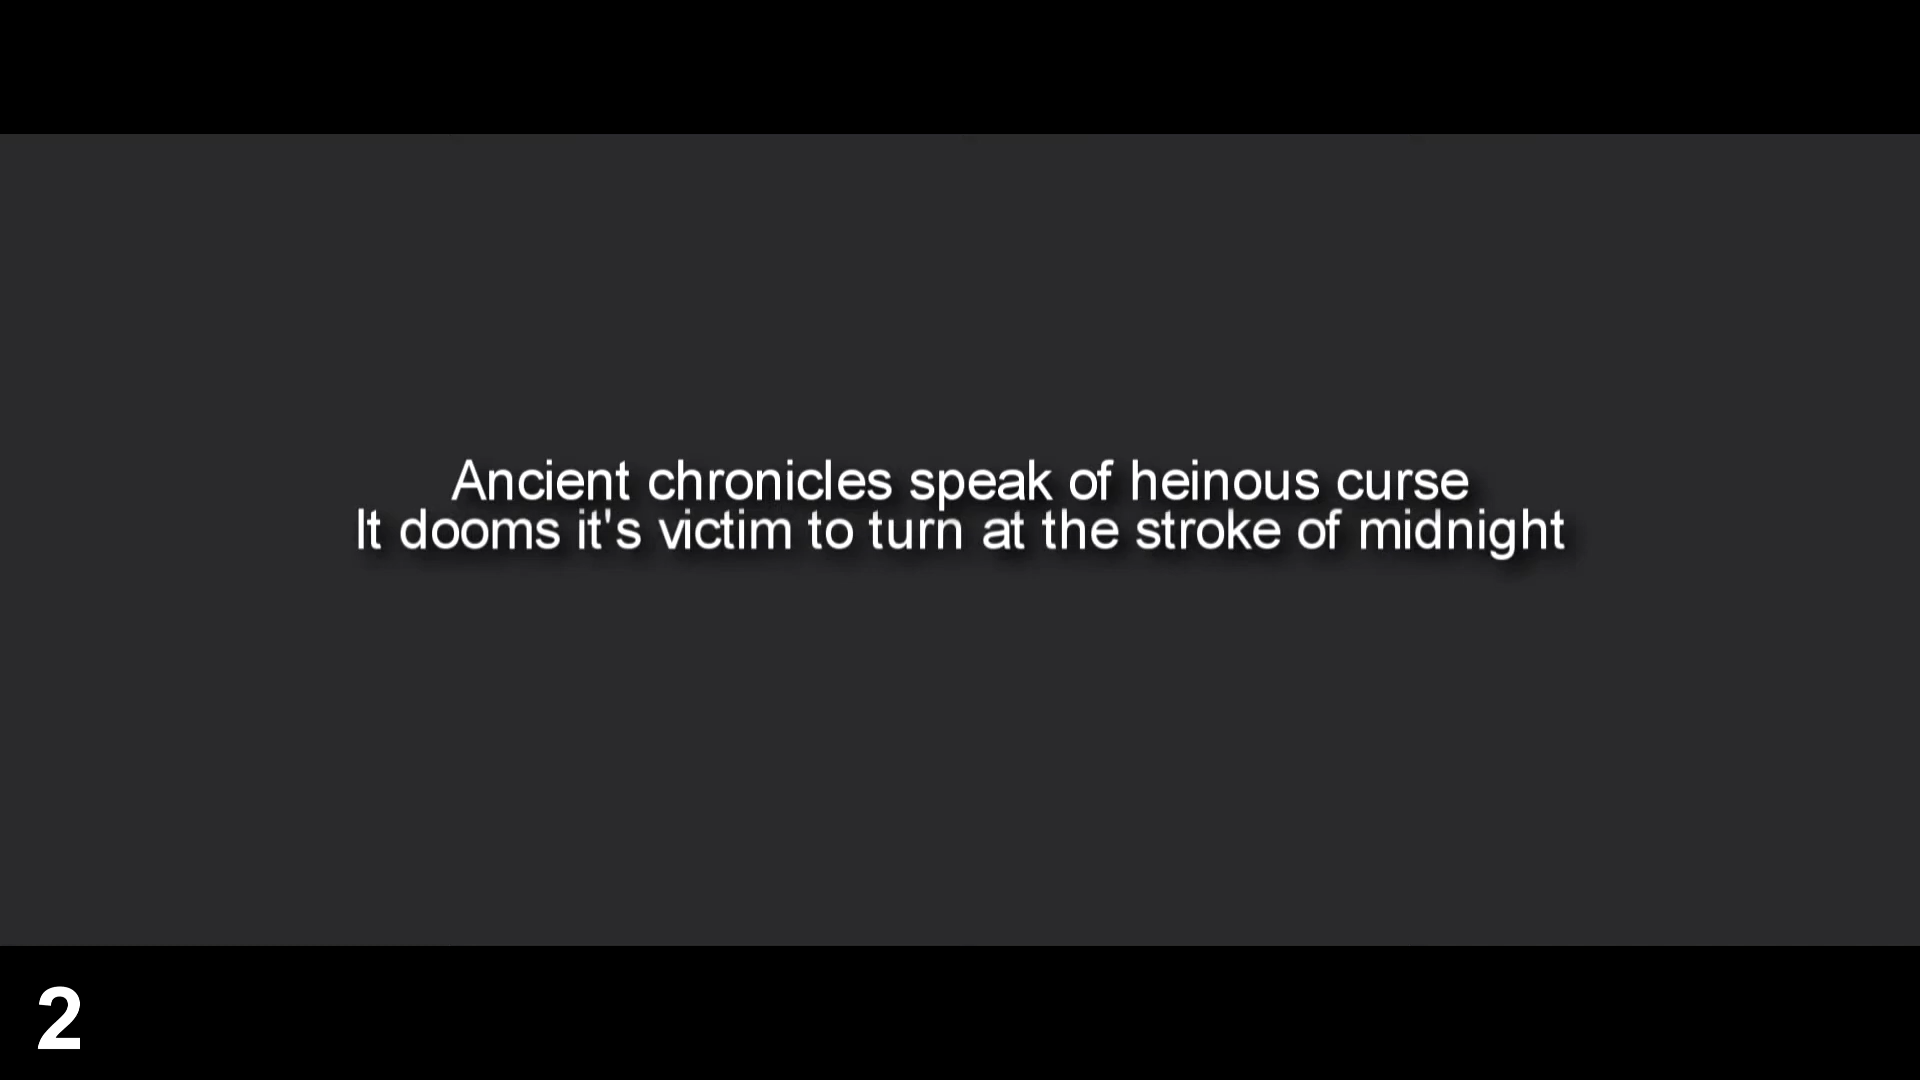 Ancient chronicles speak of heinous curse
It dooms it's victim to turn at the stroke of midnight
2